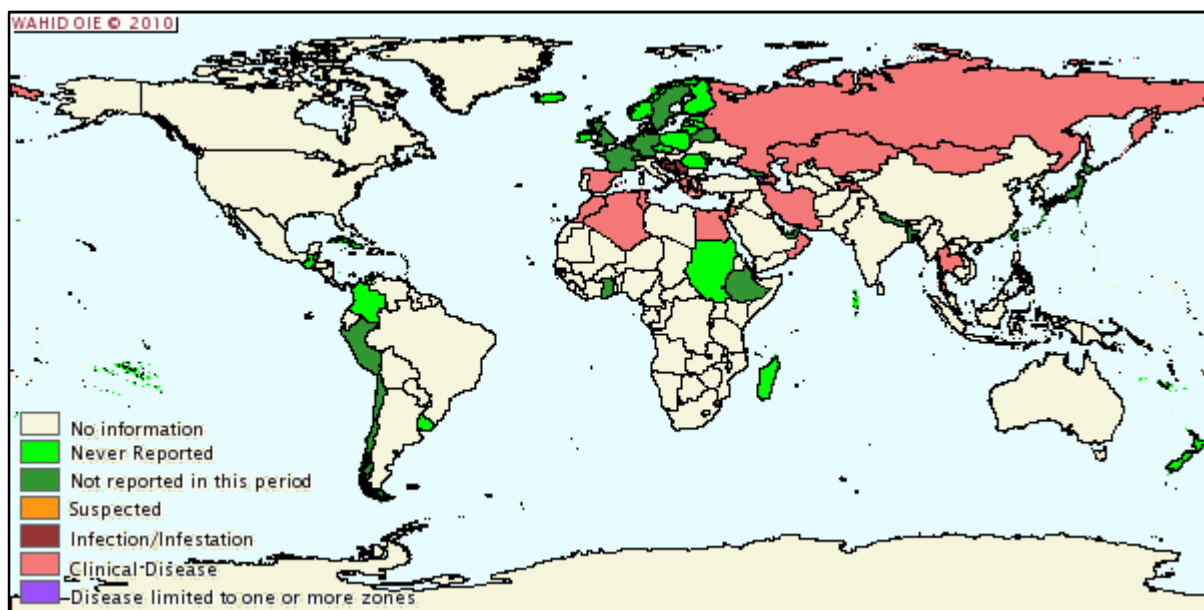 WAHID OIE © 2010
No information
Never Reported
Not reported in this period
Suspected
Infection/Infestation
Clinical Disease
Disease limited to one or more zones